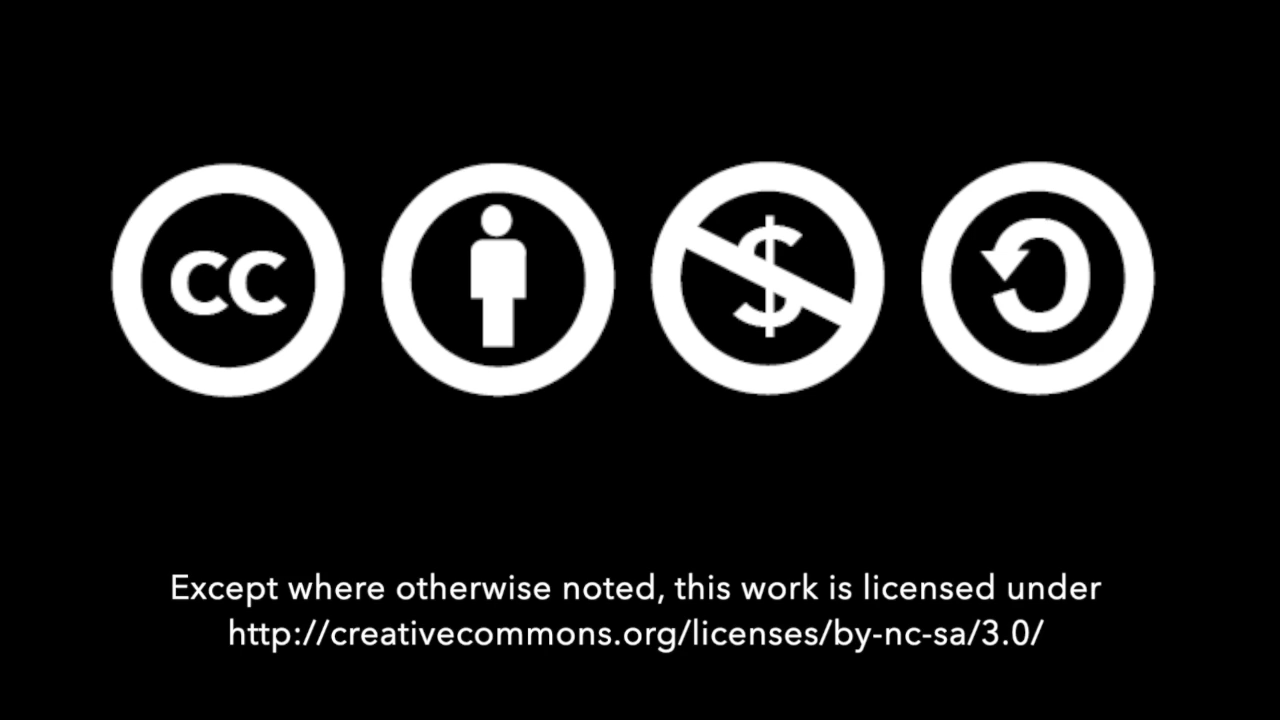 cc
$
Except where otherwise noted, this work is licensed under
http://creativecommons.org/licenses/by-nc-sa/3.0/